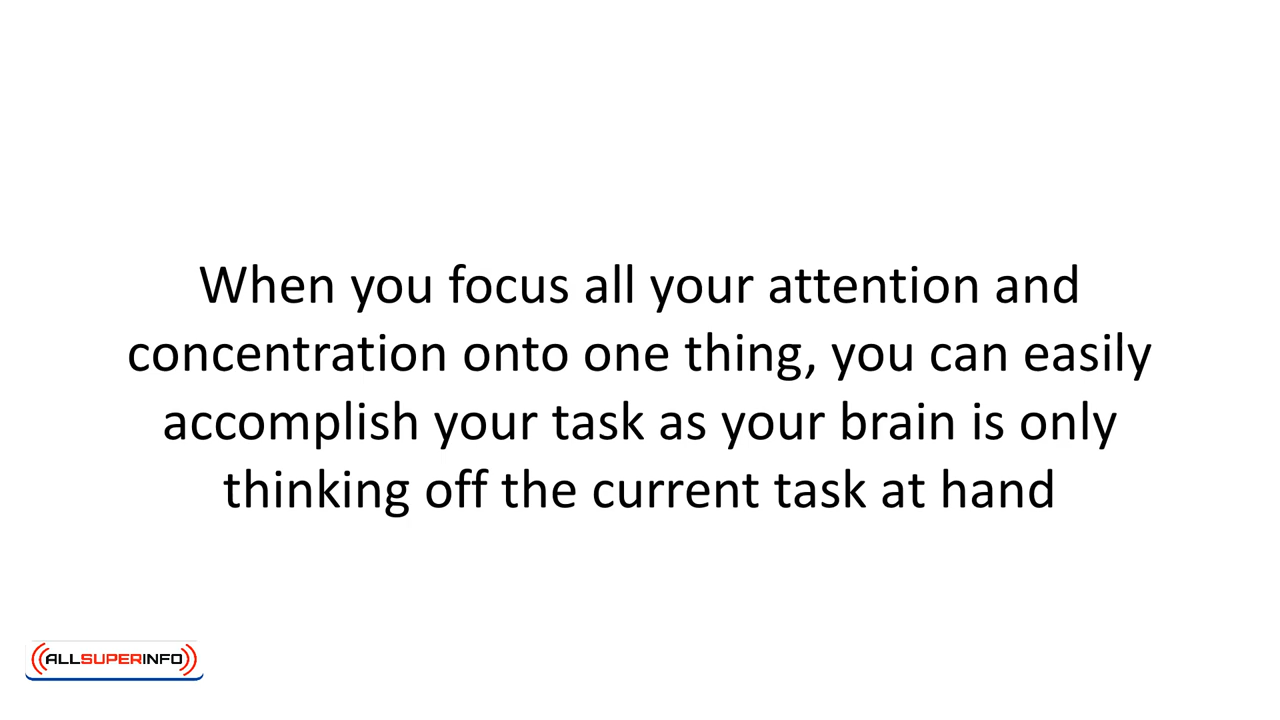 When you focus all your attention and
concentration onto one thing, you can easily
accomplish your task as your brain is only
thinking off the current task at hand
ALLSUPERINFO